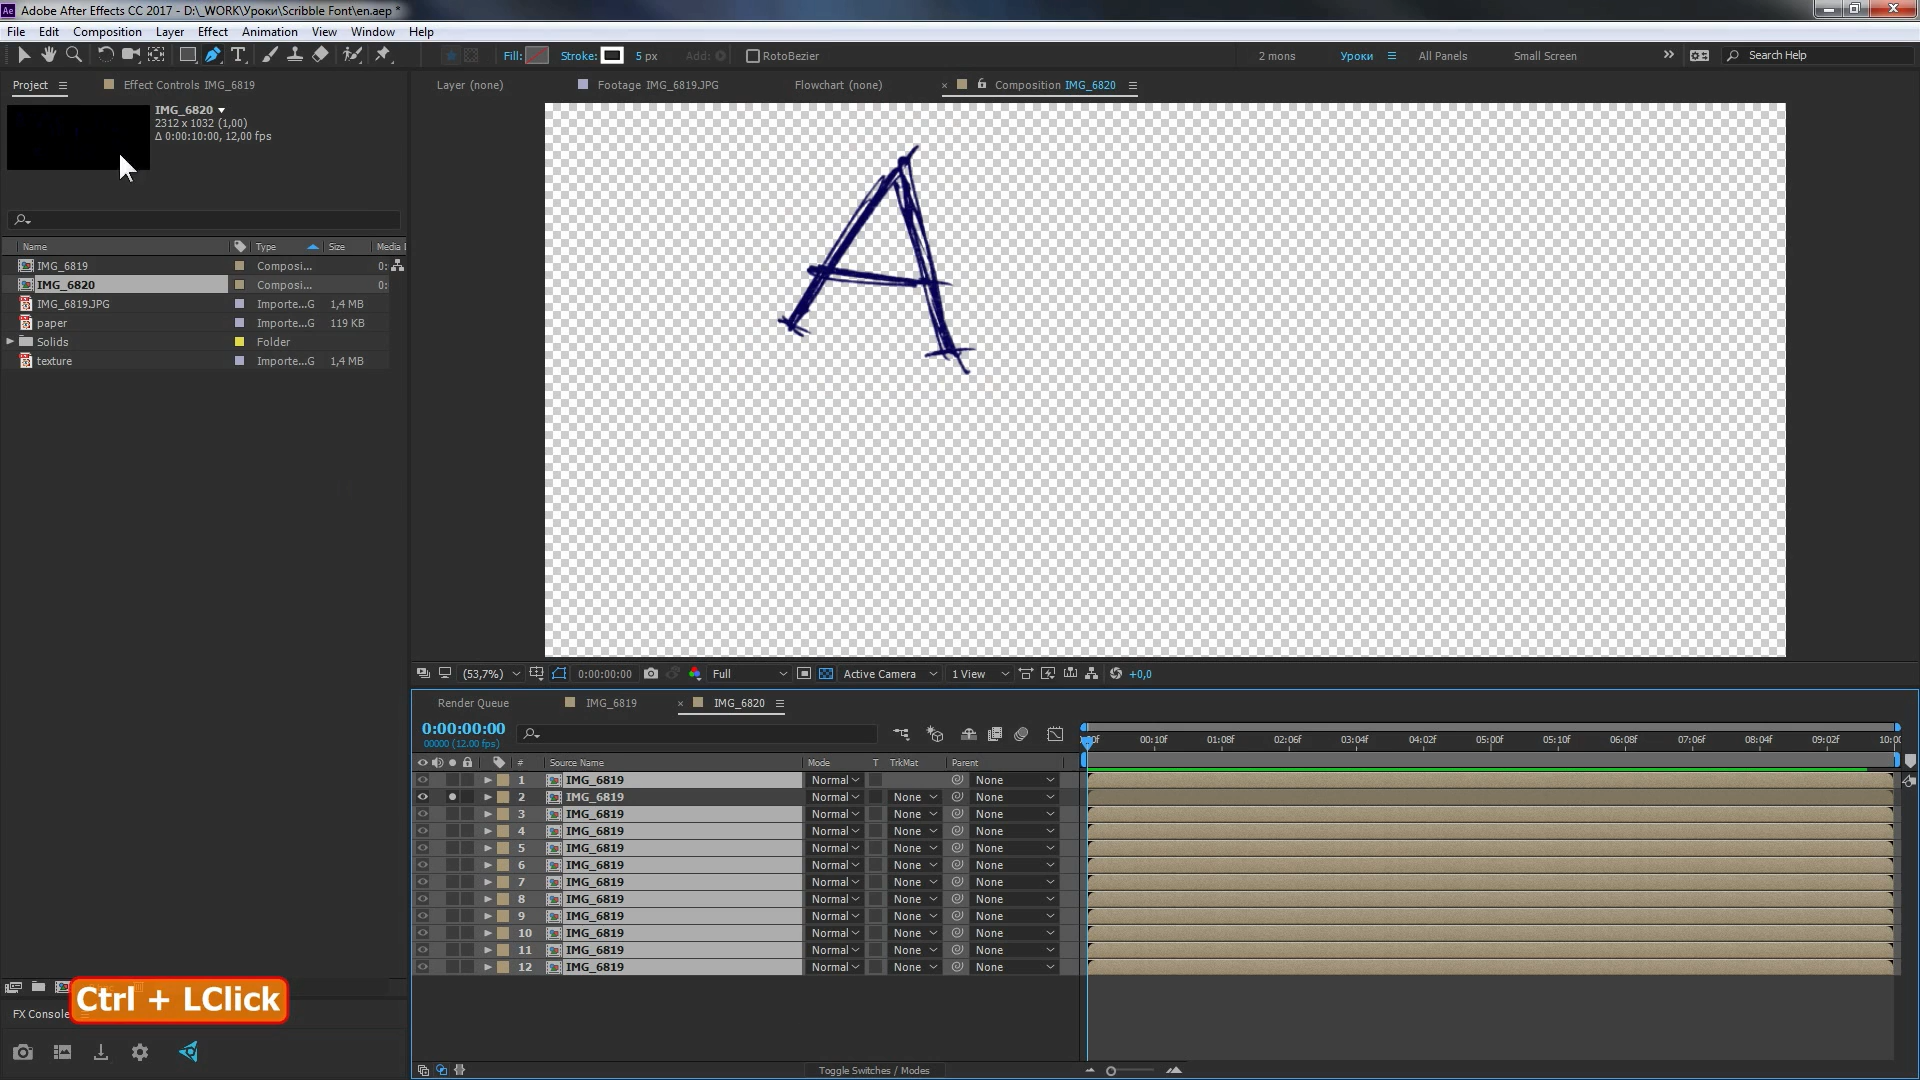 Adobe After Effects CC 2017 - D:\_WORK\Уроки\Scribble Font\en.aep *
File Edit Composition Layer Effect Animation View Window Help
Fill: Stroke: 5 px Add: RotoBezier 2 mons Уроки All Panels Small Screen Search Help
Project Effect Controls IMG_6819 Layer (none) Footage IMG_6819.JPG Flowchart (none) Composition IMG_6820
IMG_6820
2312 x 1032 (1,00)
Δ 0:00:10:00, 12,00 fps
Name Type Size Media
IMG_6819 Composi... 0:
IMG_6820 Composi... 0:
IMG_6819.JPG Importe...G 1,4 MB
paper Importe...G 119 KB
Solids Folder
texture Importe...G 1,4 MB
A
(53,7%) 0:00:00:00 Full Active Camera 1 View +0,0
Render Queue IMG_6819 IMG_6820
0:00:00:00
00000 (12.00 fps)
00:10f 01:08f 02:06f 03:04f 04:02f 05:00f 05:10f 06:08f 07:06f 08:04f 09:02f
# Source Name Mode T TrkMat Parent
1 IMG_6819 Normal None
2 IMG_6819 Normal None None
3 IMG_6819 Normal None None
4 IMG_6819 Normal None None
5 IMG_6819 Normal None None
6 IMG_6819 Normal None None
7 IMG_6819 Normal None None
8 IMG_6819 Normal None None
9 IMG_6819 Normal None None
10 IMG_6819 Normal None None
11 IMG_6819 Normal None None
12 IMG_6819 Normal None None
Ctrl + LClick
FX Console
Toggle Switches / Modes